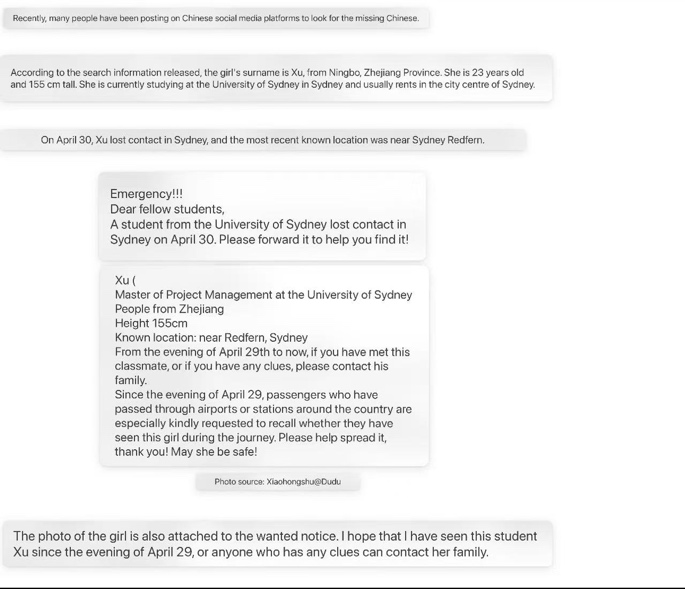 Recently, many people have been posting on Chinese social media platforms to look for the missing Chinese.
According to the search information released, the girl's surname is Xu, from Ningbo, Zhejiang Province. She is 23 years old
and 155 cm tall. She is currently studying at the University of Sydney in Sydney and usually rents in the city centre of Sydney.
On April 30, Xu lost contact in Sydney, and the most recent known location was near Sydney Redfern.
Emergency!!!
Dear fellow students,
A student from the University of Sydney lost contact in
Sydney on April 30. Please forward it to help you find it!
Xu (
Master of Project Management at the University of Sydney
People from Zhejiang
Height 155cm
Known location: near Redfern, Sydney
From the evening of April 29th to now, if you have met this
classmate, or if you have any clues, please contact his
family.
Since the evening of April 29, passengers who have
passed through airports or stations around the country are
especially kindly requested to recall whether they have
seen this girl during the journey. Please help spread it,
thank you! May she be safe!
Photo source: Xiaohongshu@Dudu
The photo of the girl is also attached to the wanted notice. I hope that I have seen this student
Xu since the evening of April 29, or anyone who has any clues can contact her family.